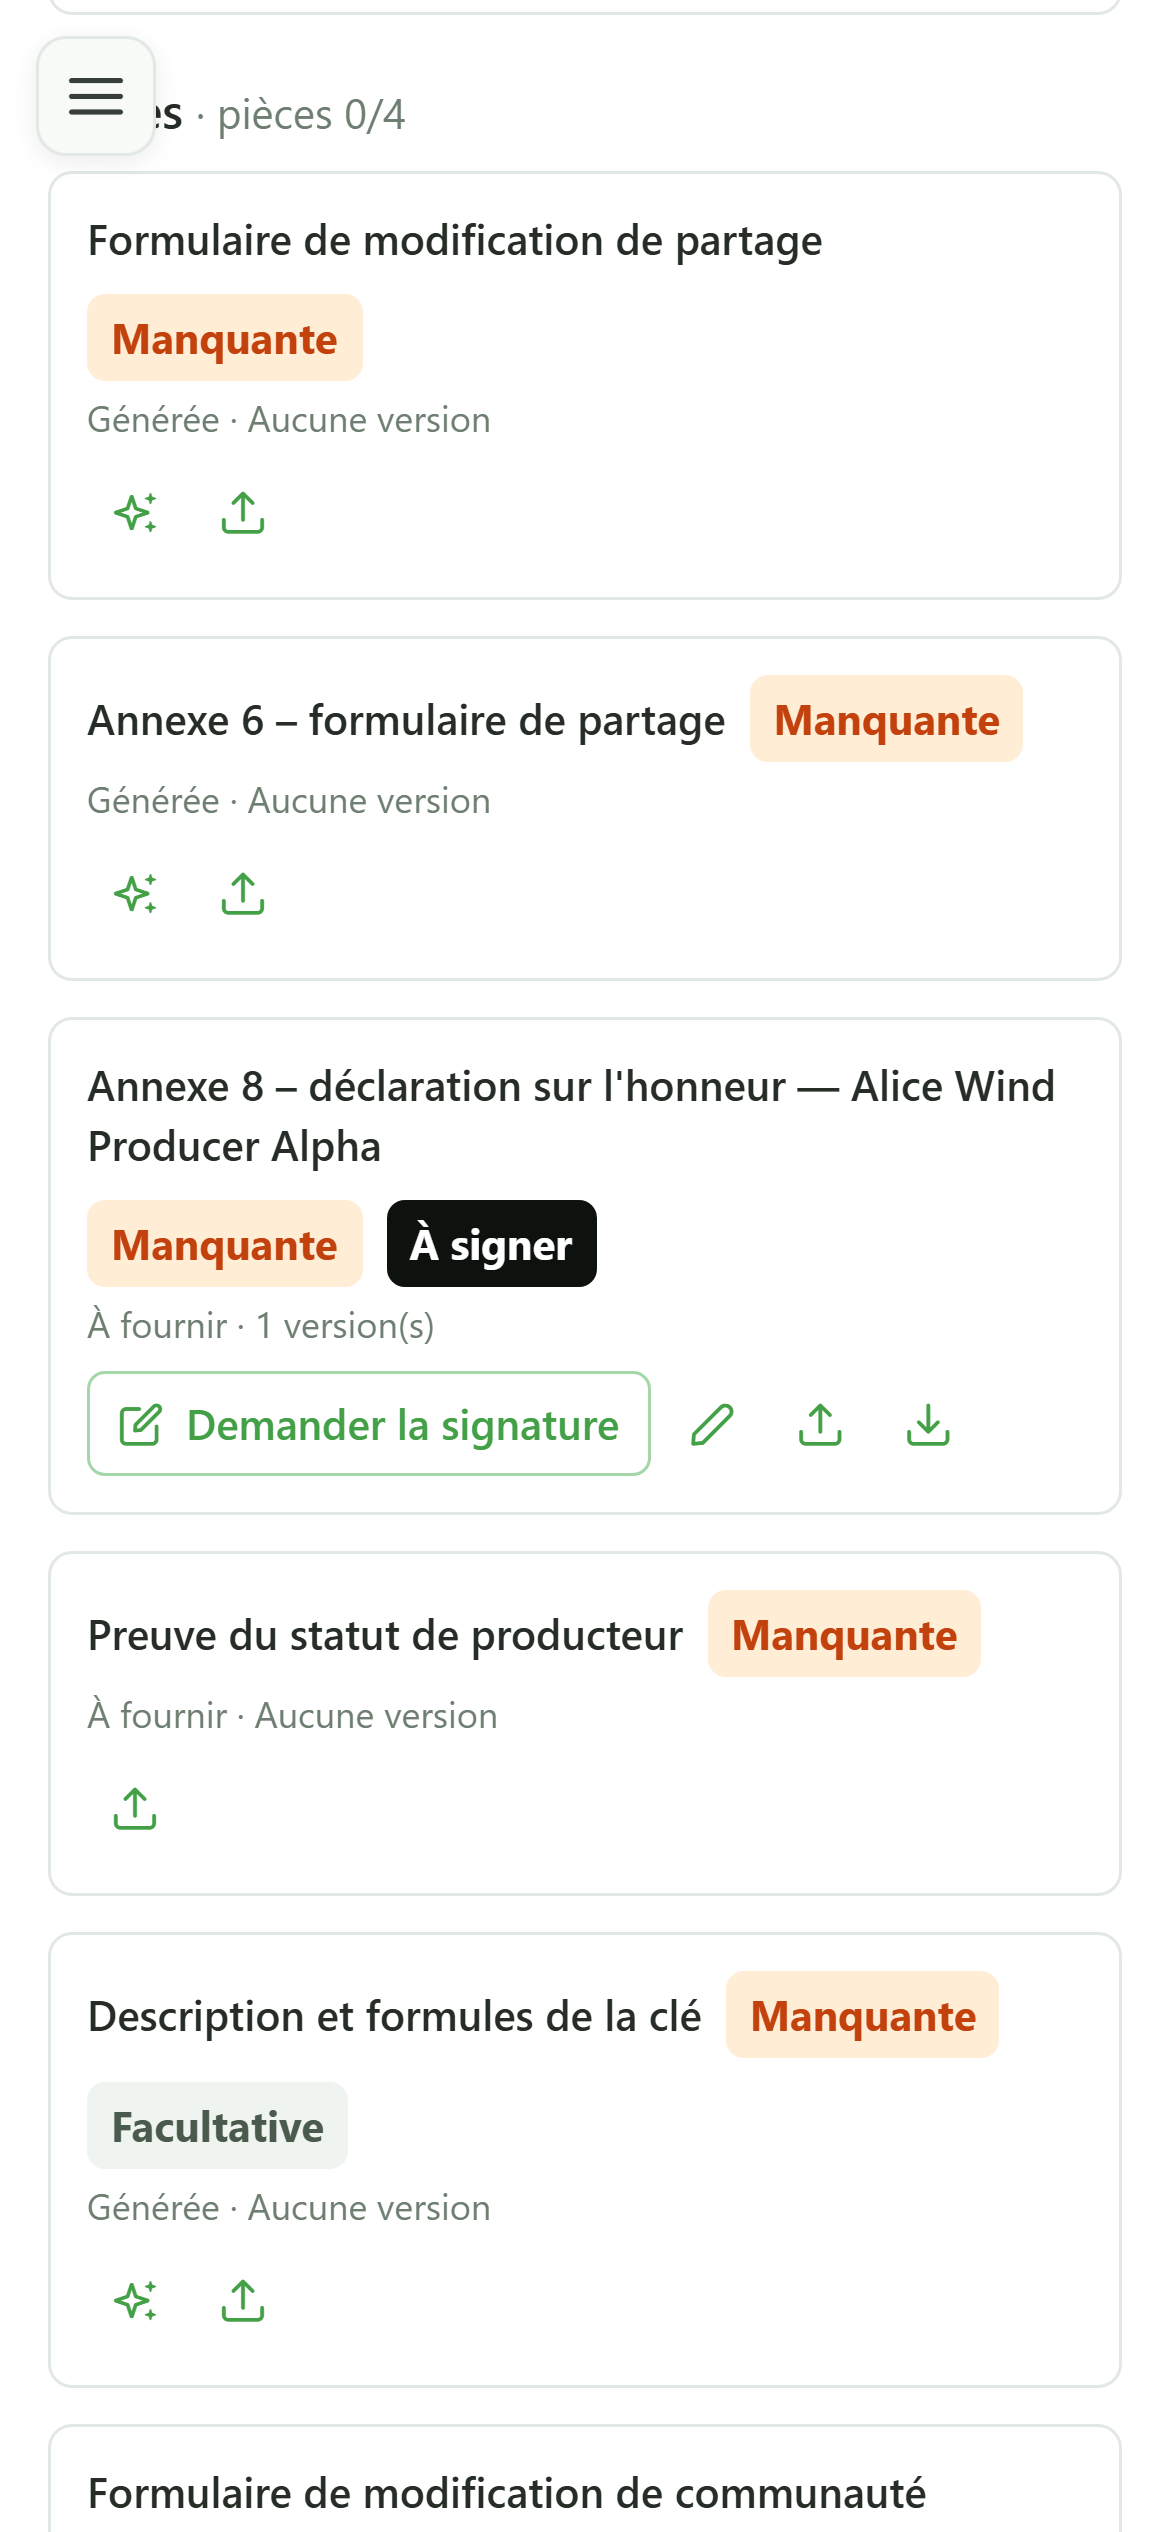 · pièces 0/4
Formulaire de modification de partage
Manquante
Générée · Aucune version
Annexe 6 – formulaire de partage Manquante
Générée · Aucune version
Annexe 8 – déclaration sur l'honneur — Alice Wind
Producer Alpha
Manquante À signer
À fournir · 1 version(s)
Demander la signature
Preuve du statut de producteur Manquante
À fournir · Aucune version
Description et formules de la clé Manquante
Facultative
Générée · Aucune version
Formulaire de modification de communauté